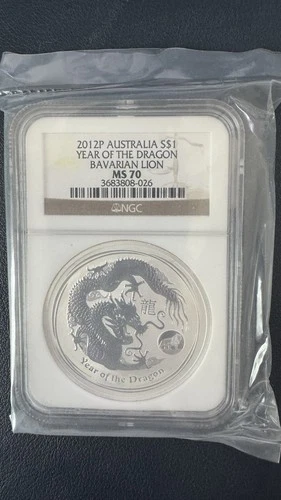 2012P AUSTRALIA S$1
YEAR OF THE DRAGON
BAVARIAN LION
MS 70
3683808-026
NGC
龍
Year of the Dragon